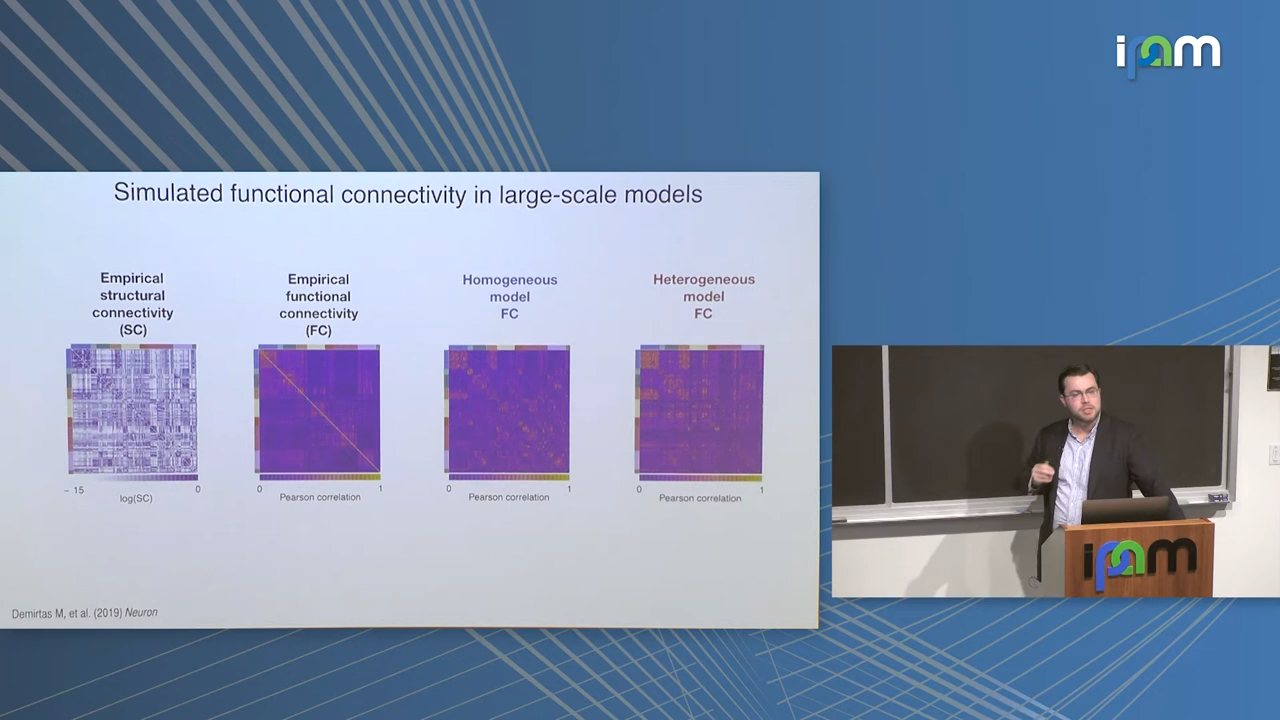 ipam
Simulated functional connectivity in large-scale models
Empirical
structural
connectivity
(SC)
Empirical
functional
connectivity
(FC)
Homogeneous
model
FC
Heterogeneous
model
FC
– 15
0
log(SC)
0
1
Pearson correlation
0
1
Pearson correlation
0
1
Pearson correlation
Demirtas M, et al. (2019) Neuron
ipam